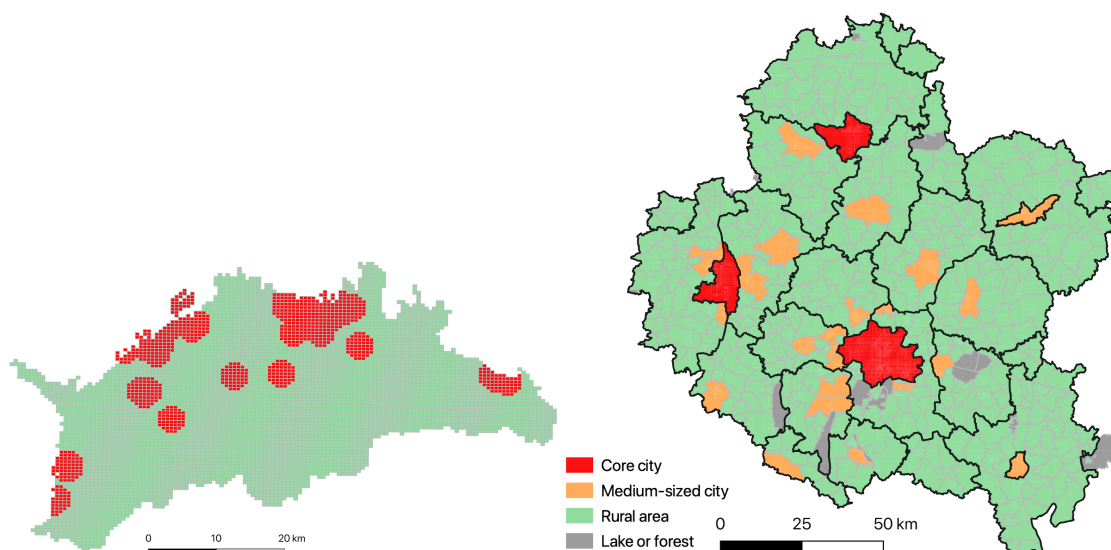 Core city
Medium-sized city
Rural area
Lake or forest
0 10 20 km
0 25 50 km